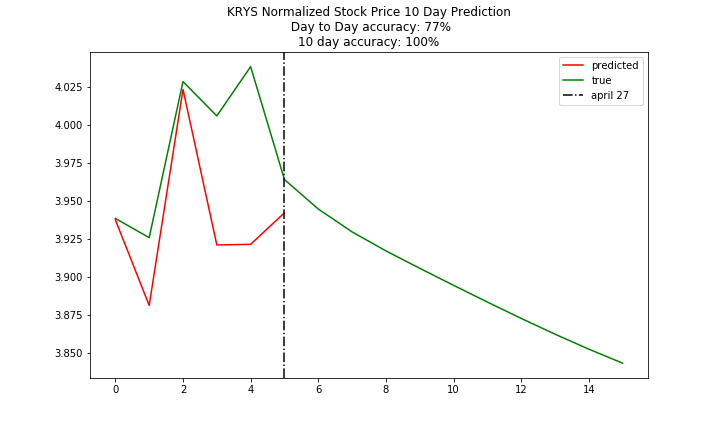 KRYS Normalized Stock Price 10 Day Prediction
Day to Day accuracy: 77%
10 day accuracy: 100%
predicted
true
april 27
4.025
4.000
3.975
3.950
3.925
3.900
3.875
3.850
0 2 4 6 8 10 12 14